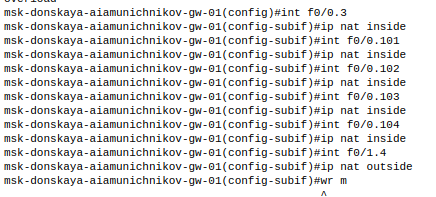 overload
msk-donskaya-aiamunichnikov-gw-01(config)#int f0/0.3
msk-donskaya-aiamunichnikov-gw-01(config-subif)#ip nat inside
msk-donskaya-aiamunichnikov-gw-01(config-subif)#int f0/0.101
msk-donskaya-aiamunichnikov-gw-01(config-subif)#ip nat inside
msk-donskaya-aiamunichnikov-gw-01(config-subif)#int f0/0.102
msk-donskaya-aiamunichnikov-gw-01(config-subif)#ip nat inside
msk-donskaya-aiamunichnikov-gw-01(config-subif)#int f0/0.103
msk-donskaya-aiamunichnikov-gw-01(config-subif)#ip nat inside
msk-donskaya-aiamunichnikov-gw-01(config-subif)#int f0/0.104
msk-donskaya-aiamunichnikov-gw-01(config-subif)#ip nat inside
msk-donskaya-aiamunichnikov-gw-01(config-subif)#int f0/1.4
msk-donskaya-aiamunichnikov-gw-01(config-subif)#ip nat outside
msk-donskaya-aiamunichnikov-gw-01(config-subif)#wr m
^